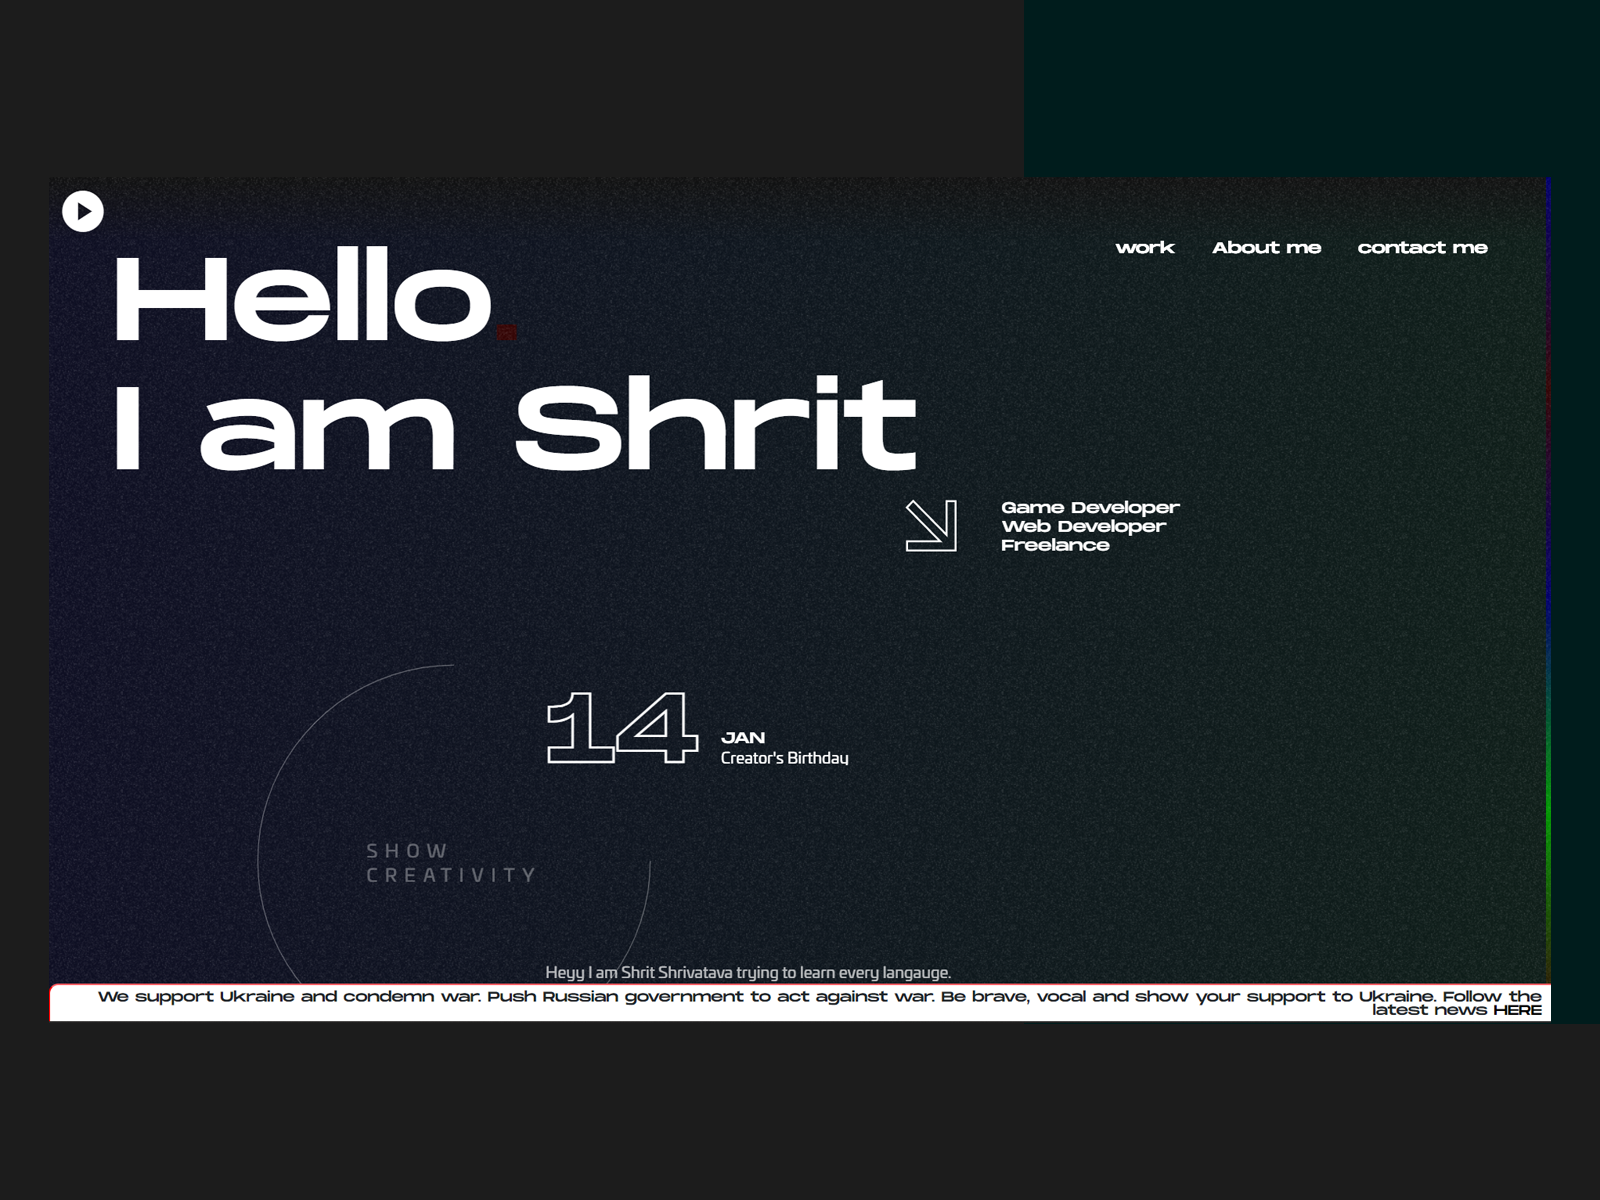 work About me contact me
Hello.
I am Shrit
Game Developer
Web Developer
Freelance
14
JAN
Creator's Birthday
SHOW
CREATIVITY
Heyy I am Shrit Shrivatava trying to learn every langauge.
We support Ukraine and condemn war. Push Russian government to act against war. Be brave, vocal and show your support to Ukraine. Follow the
latest news HERE